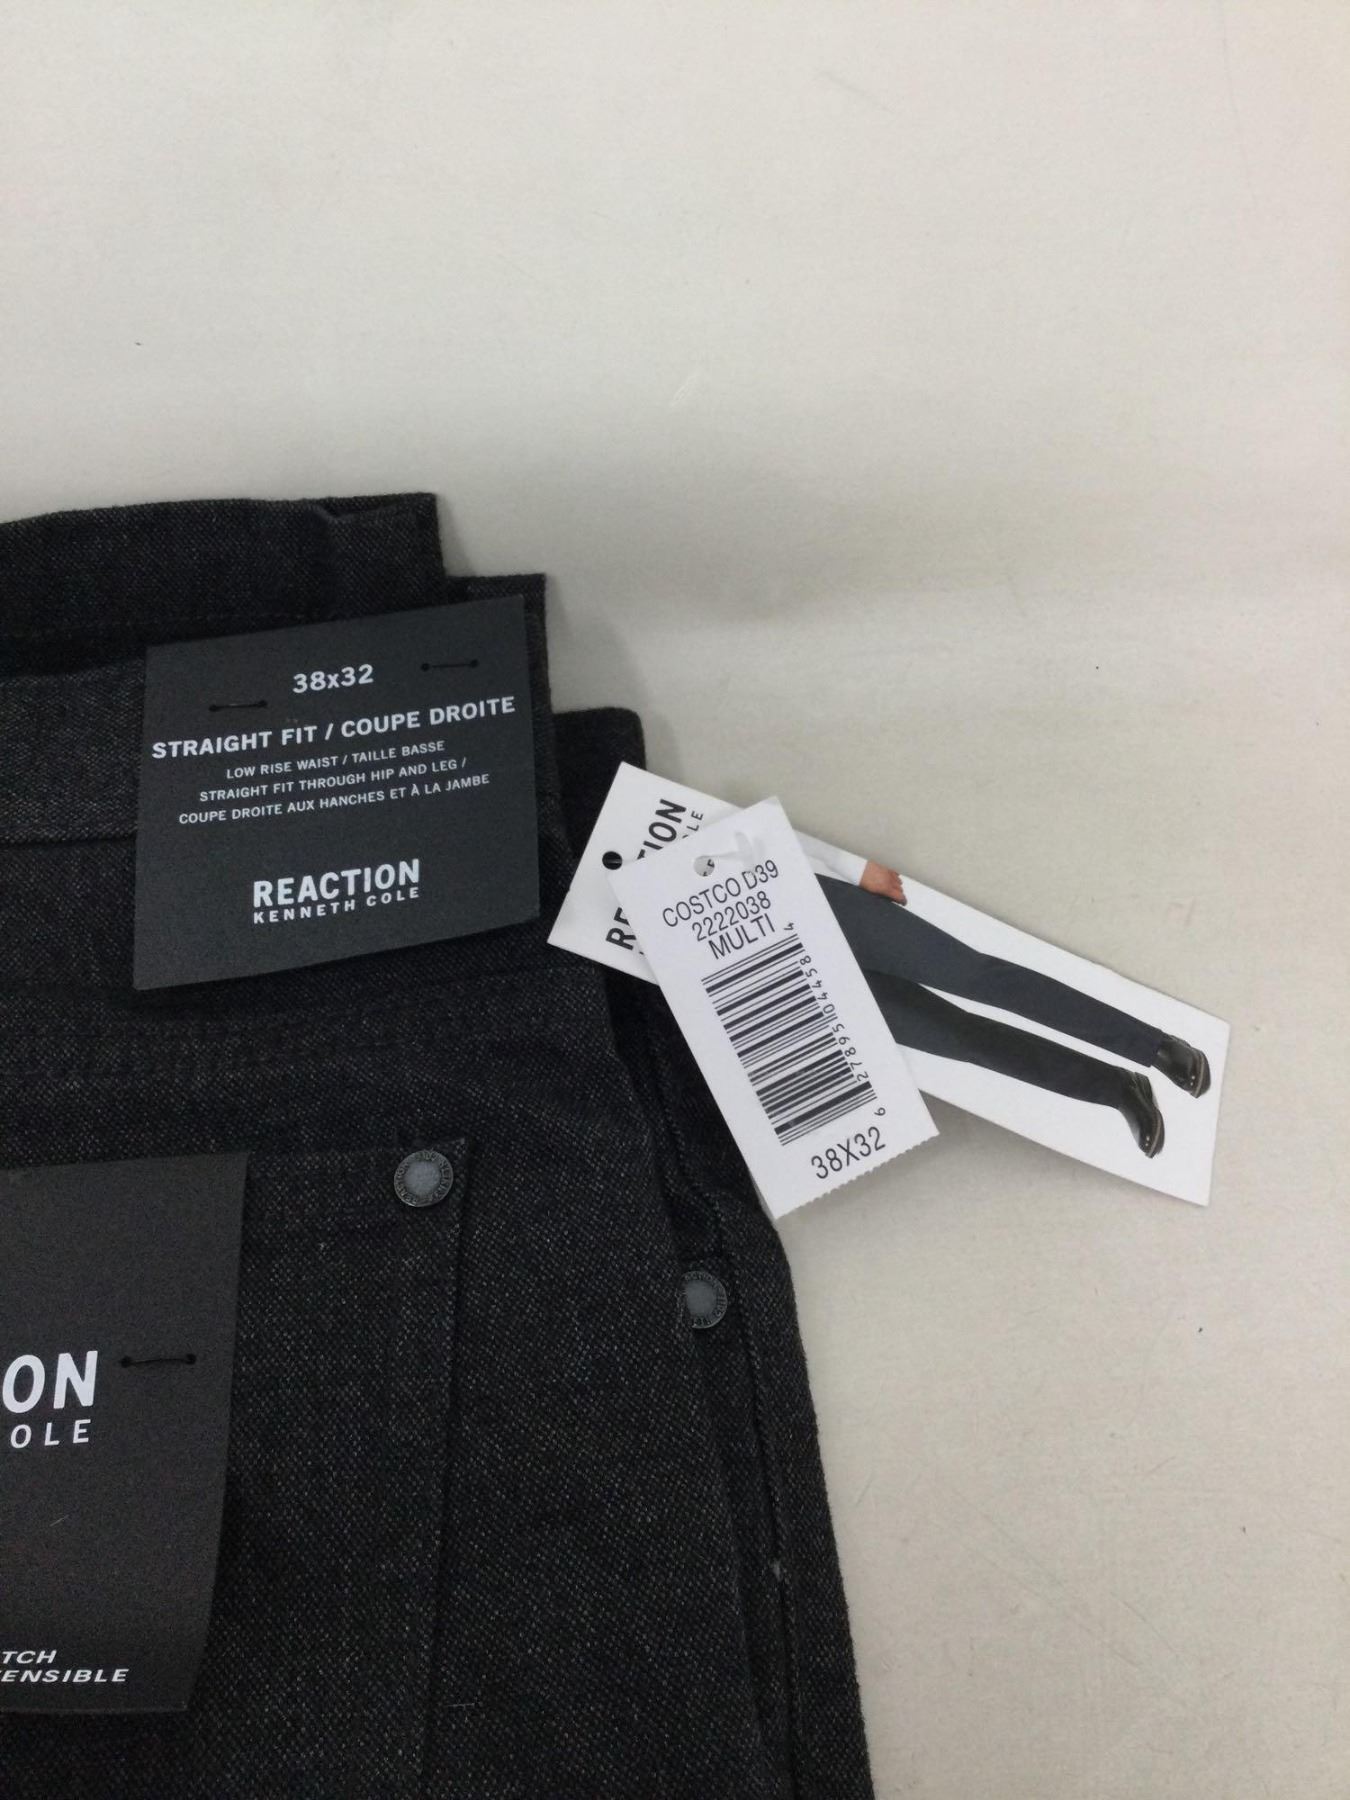 38x32
STRAIGHT FIT / COUPE DROITE
LOW RISE WAIST / TAILLE BASSE
STRAIGHT FIT THROUGH HIP AND LEG /
COUPE DROITE AUX HANCHES ET À LA JAMBE
REACTION
KENNETH COLE
COSTCO D39
2222038
MULTI
38X32
ON
OLE
TCH
ENSIBLE